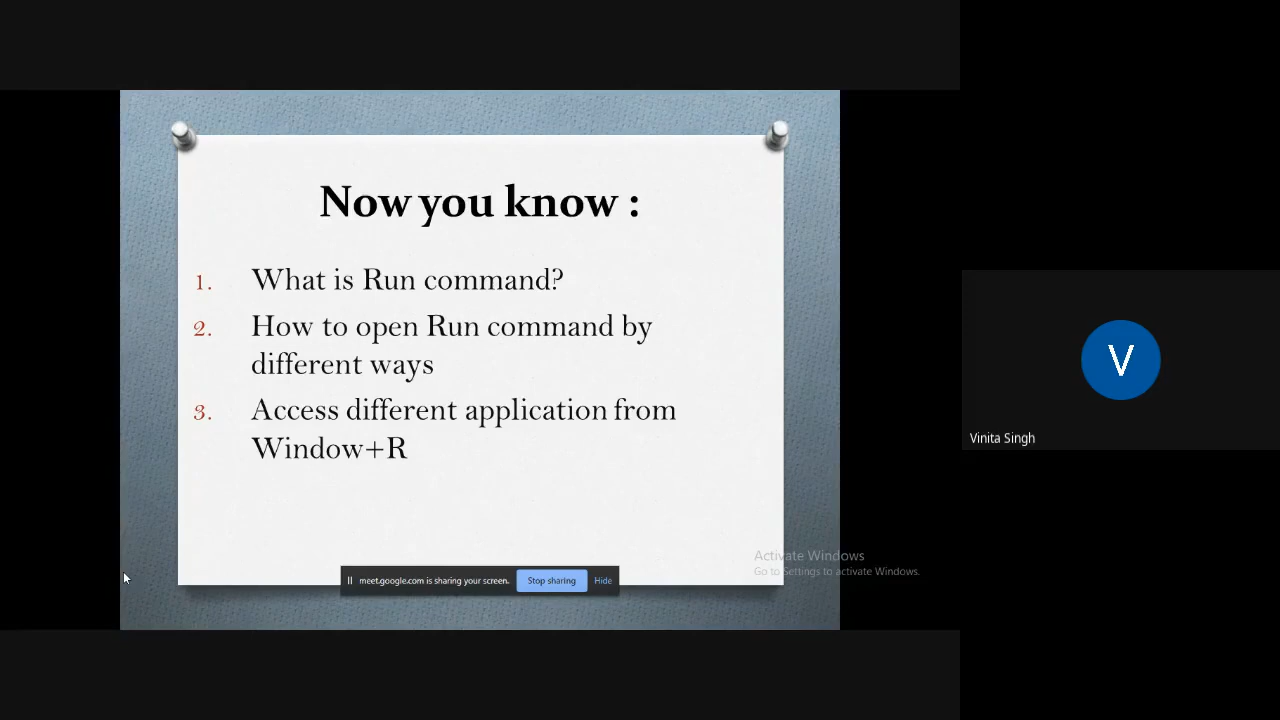 Now you know :
1. What is Run command?
2. How to open Run command by
different ways
3. Access different application from
Window+R
Activate Windows
Go to Settings to activate Windows.
meet.google.com is sharing your screen. Stop sharing Hide
V
Vinita Singh